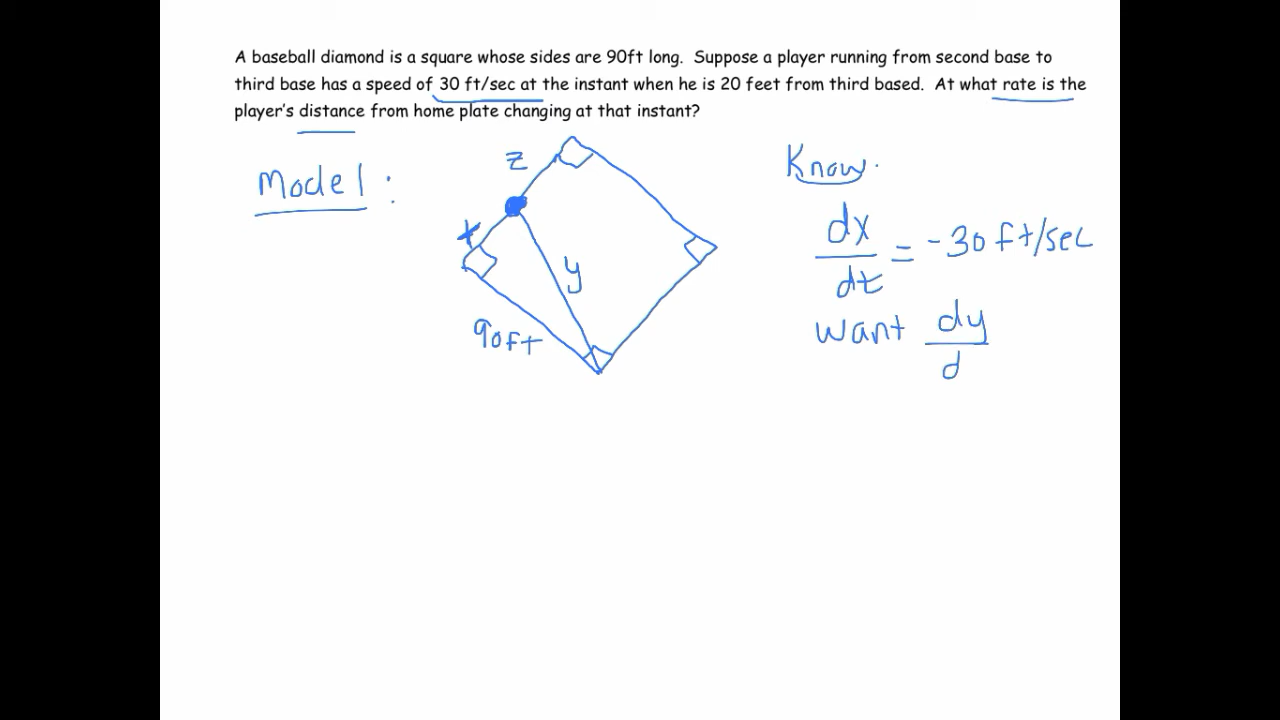 A baseball diamond is a square whose sides are 90ft long. Suppose a player running from second base to
third base has a speed of 30 ft/sec at the instant when he is 20 feet from third based. At what rate is the
player's distance from home plate changing at that instant?
Model:
z
x
y
90ft
Know.
dx/dt = -30 ft/sec
want dy/d